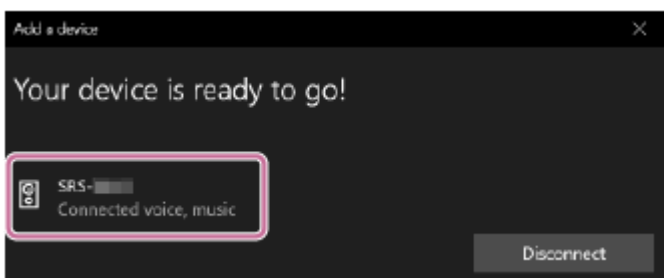 Add a device
Your device is ready to go!
SRS-
Connected voice, music
Disconnect